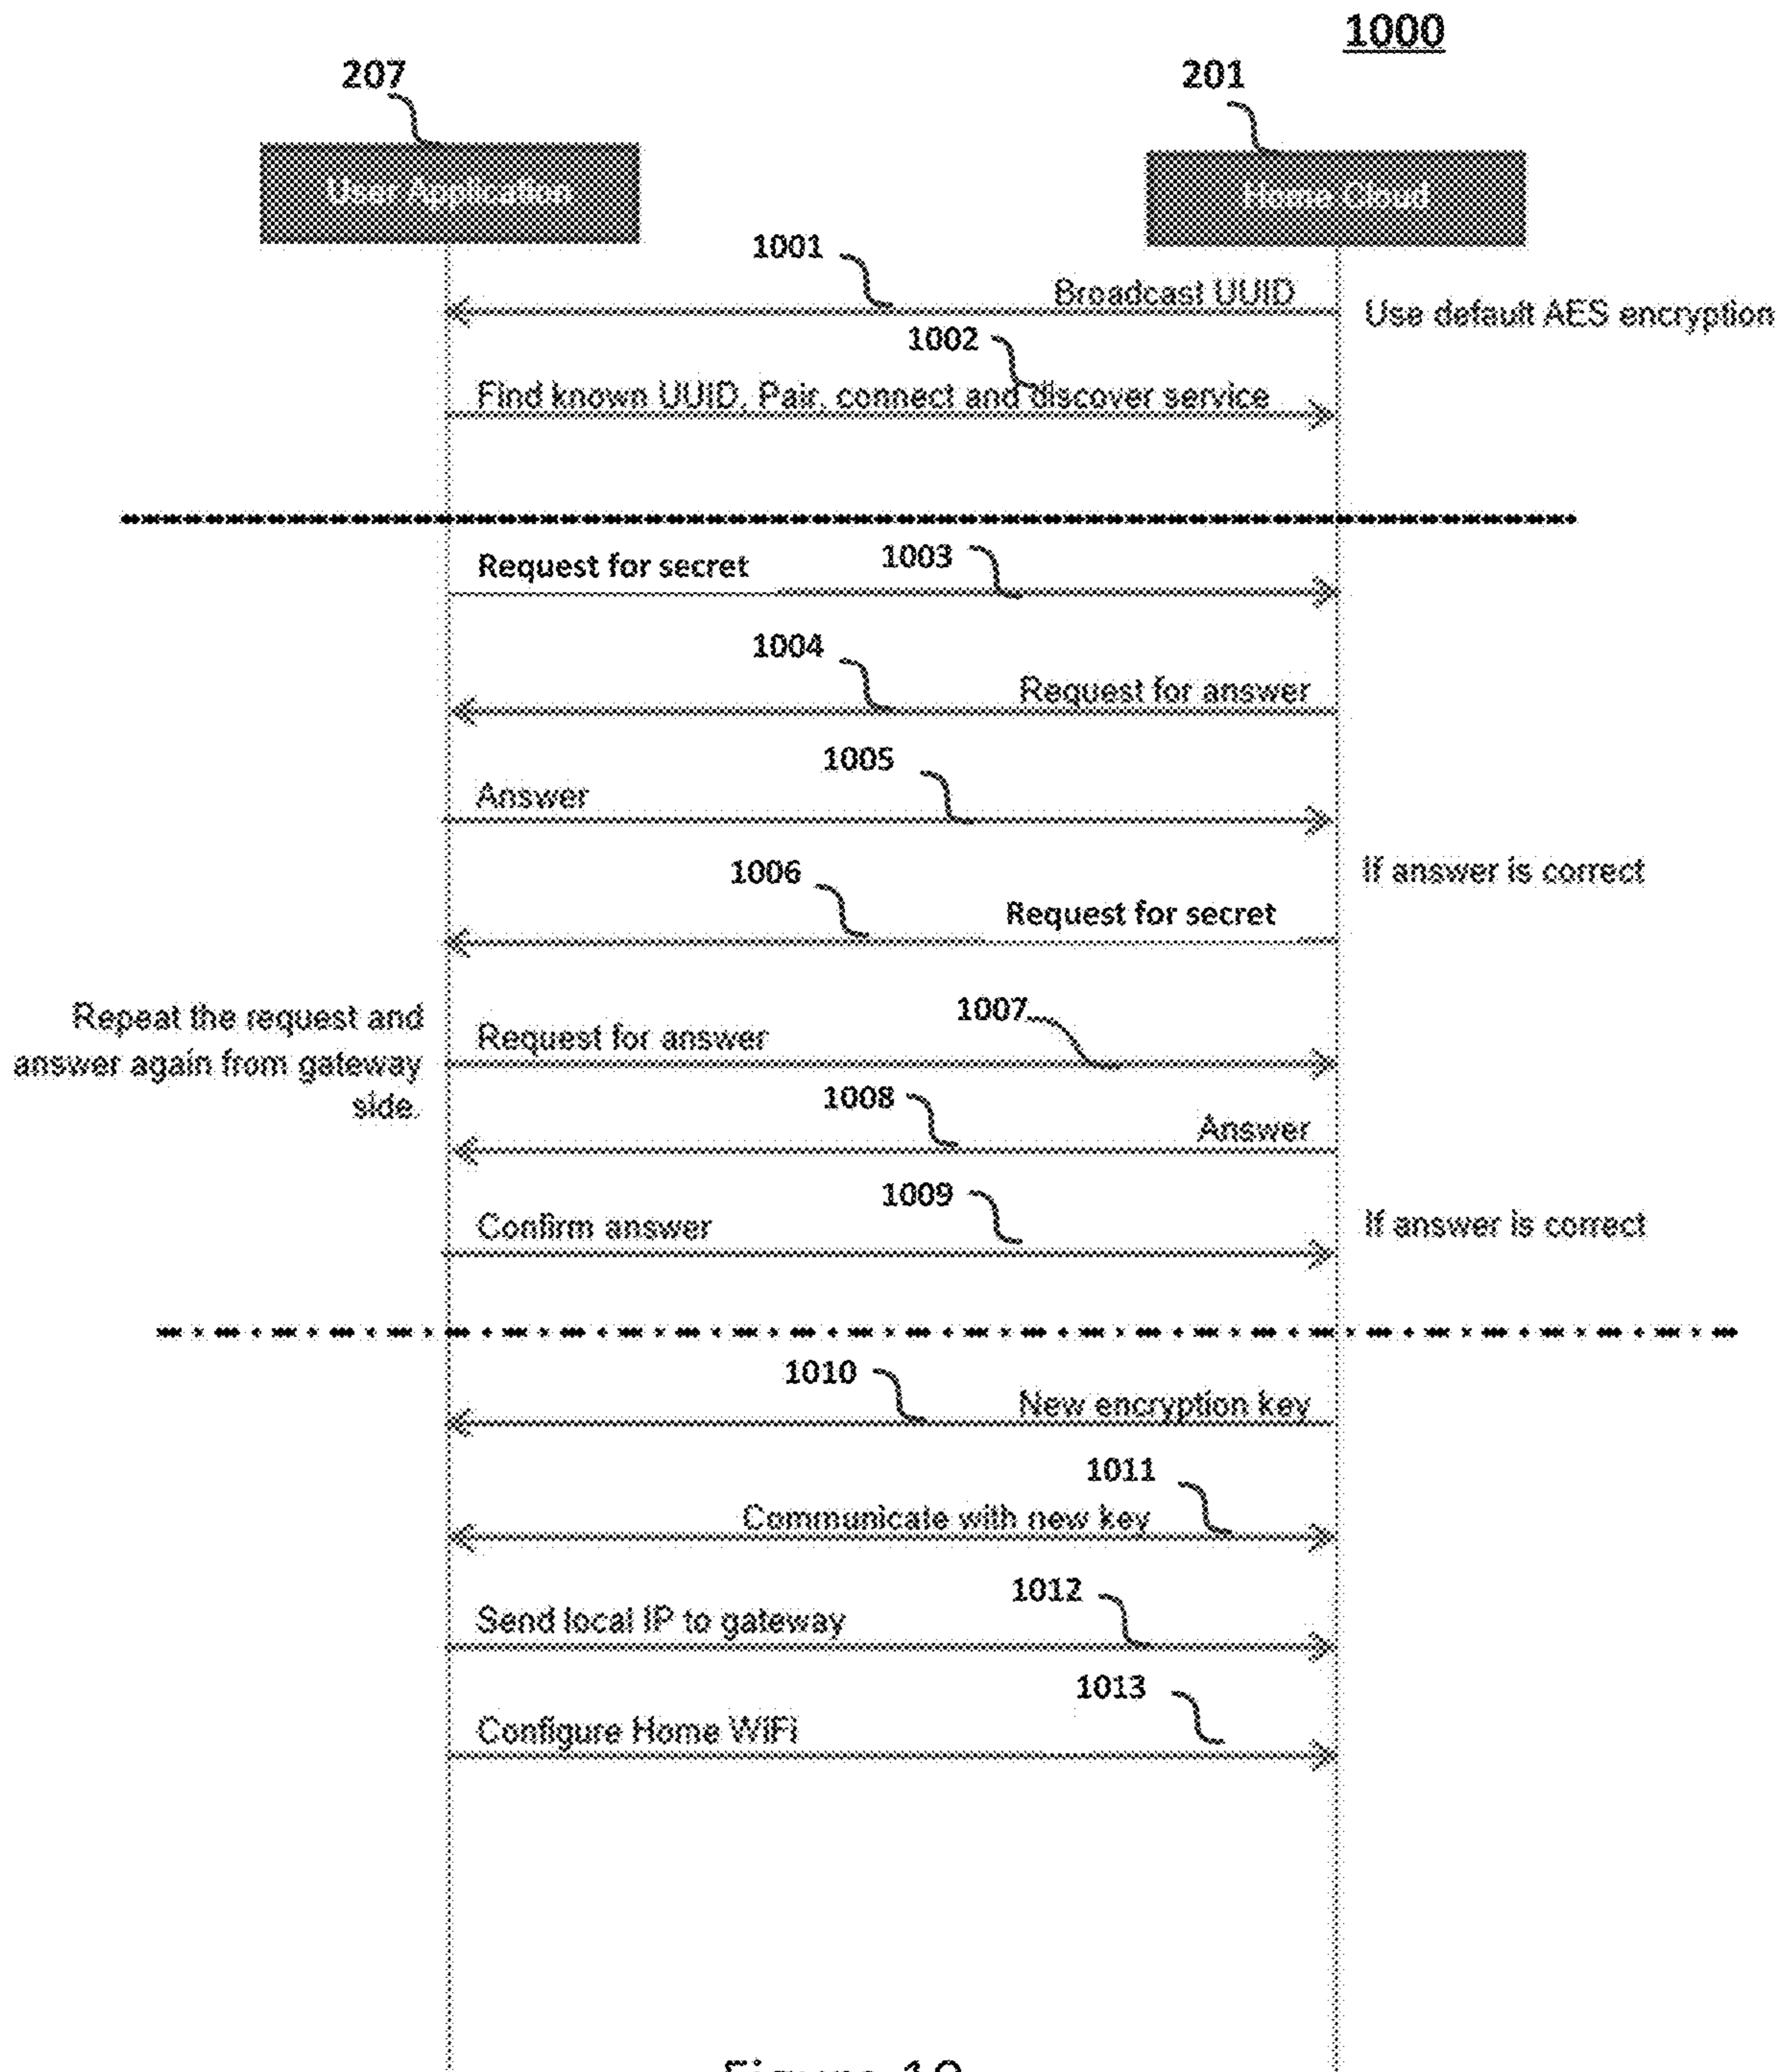 1000
207
201
User Application
Home Cloud
1001
Broadcast UUID
Use default AES encryption
1002
Find known UUID. Pair, connect and discover service
Request for secret
1003
1004
Request for answer
1005
Answer
If answer is correct
1006
Request for secret
Repeat the request and
answer again from gateway
side.
1007
Request for answer
1008
Answer
1009
Confirm answer
If answer is correct
1010
New encryption key
1011
Communicate with new key
1012
Send local IP to gateway
1013
Configure Home WiFi
Figure 10